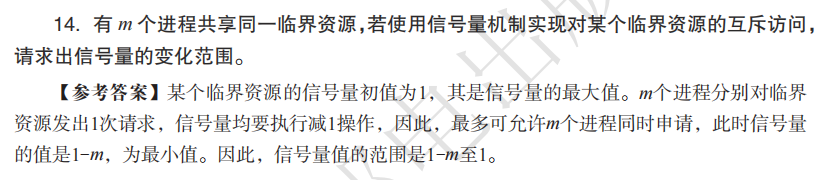 14. 有 m 个进程共享同一临界资源，若使用信号量机制实现对某个临界资源的互斥访问，
请求出信号量的变化范围。
【参考答案】某个临界资源的信号量初值为1，其是信号量的最大值。m个进程分别对临界
资源发出1次请求，信号量均要执行减1操作，因此，最多可允许m个进程同时申请，此时信号量
的值是1-m，为最小值。因此，信号量值的范围是1-m至1。